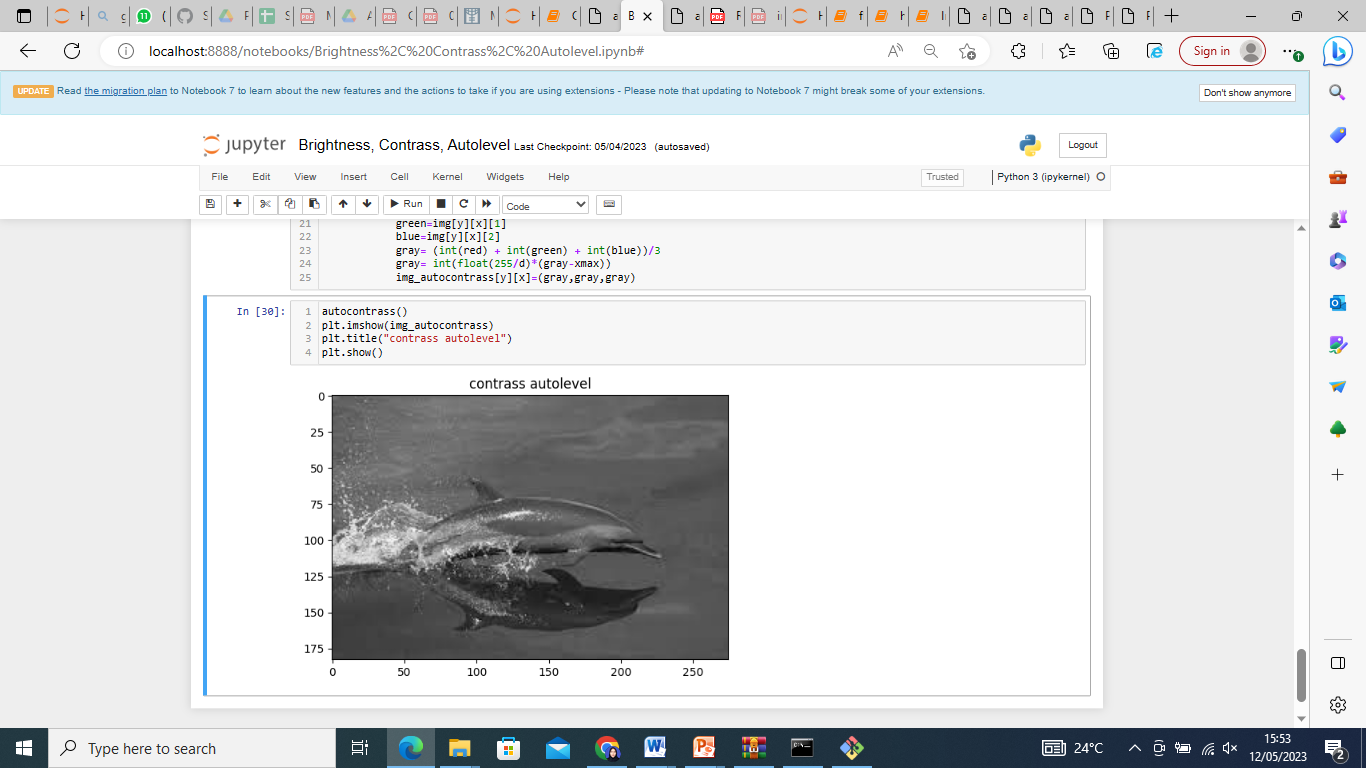 localhost:8888/notebooks/Brightness%2C%20Contrass%2C%20Autolevel.ipynb#
Sign in
UPDATE Read the migration plan to Notebook 7 to learn about the new features and the actions to take if you are using extensions - Please note that updating to Notebook 7 might break some of your extensions.
Don't show anymore
jupyter Brightness, Contrass, Autolevel Last Checkpoint: 05/04/2023 (autosaved)
Logout
File Edit View Insert Cell Kernel Widgets Help
Trusted Python 3 (ipykernel)
Run Code
21 green=img[y][x][1]
22 blue=img[y][x][2]
23 gray= (int(red) + int(green) + int(blue))/3
24 gray= int(float(255/d)*(gray-xmax))
25 img_autocontrass[y][x]=(gray,gray,gray)
In [30]:
1 autocontrass()
2 plt.imshow(img_autocontrass)
3 plt.title("contrass autolevel")
4 plt.show()
contrass autolevel
0
25
50
75
100
125
150
175
0 50 100 150 200 250
Type here to search
24°C
15:53
12/05/2023
2